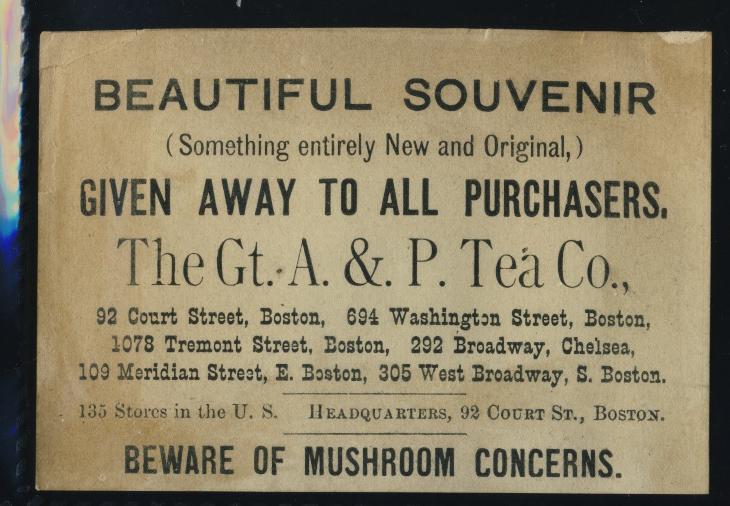 BEAUTIFUL SOUVENIR
(Something entirely New and Original,)
GIVEN AWAY TO ALL PURCHASERS.
The Gt. A. &. P. Tea Co.,
92 Court Street, Boston, 694 Washington Street, Boston,
1078 Tremont Street, Boston, 292 Broadway, Chelsea,
109 Meridian Street, E. Boston, 305 West Broadway, S. Boston.
135 Stores in the U. S. HEADQUARTERS, 92 COURT ST., BOSTON.
BEWARE OF MUSHROOM CONCERNS.